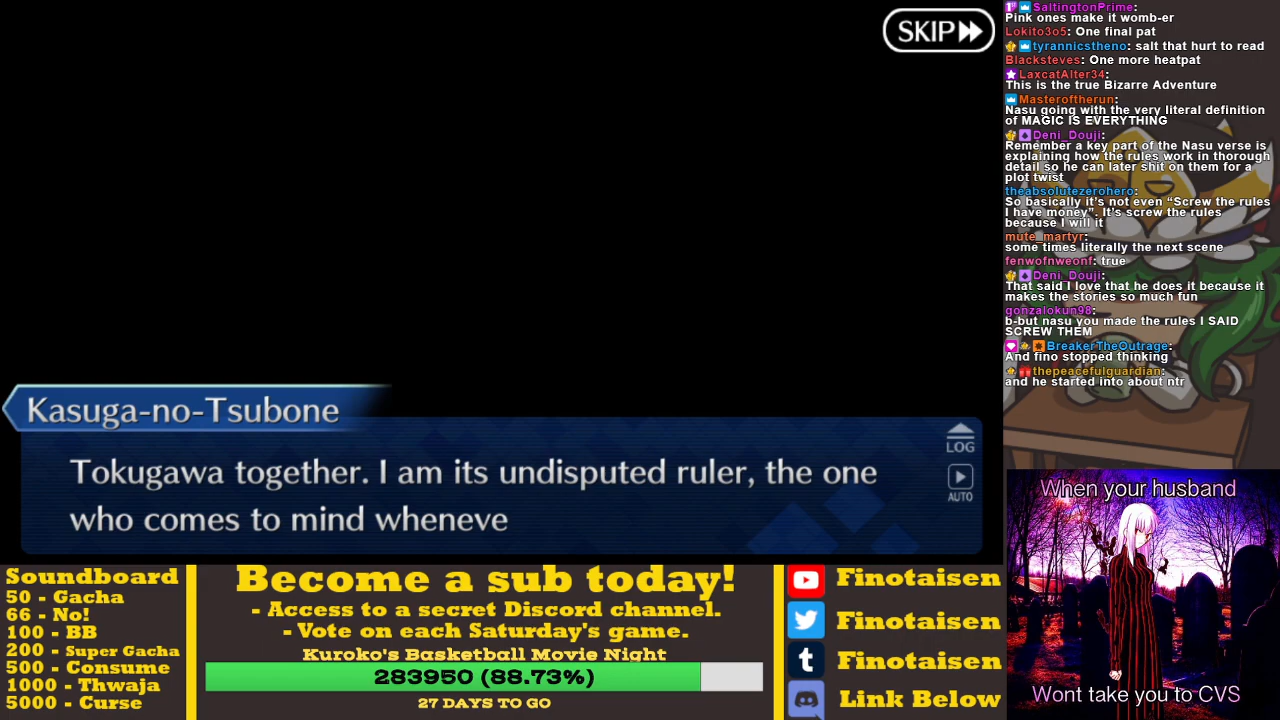 SKIP
Kasuga-no-Tsubone
Tokugawa together. I am its undisputed ruler, the one
who comes to mind wheneve
LOG
AUTO
SaltingtonPrime:
Pink ones make it womb-er
Lokito3o5: One final pat
tyrannicstheno: salt that hurt to read
Blacksteves: One more heatpat
LaxcatAlter34:
This is the true Bizarre Adventure
Masteroftherun:
Nasu going with the very literal definition
of MAGIC IS EVERYTHING
Deni_Douji:
Remember a key part of the Nasu verse is
explaining how the rules work in thorough
detail so he can later shit on them for a
plot twist
theabsolutezerohero:
So basically it's not even “Screw the rules
I have money”. It's screw the rules
because I will it
mute_martyr:
some times literally the next scene
fenwofnweonf: true
Deni_Douji:
That said I love that he does it because it
makes the stories so much fun
gonzalokun98:
b-but nasu you made the rules I SAID
SCREW THEM
BreakerTheOutrage:
And fino stopped thinking
thepeacefulguardian:
and he started into about ntr
When your husband
Wont take you to CVS
Soundboard
50 - Gacha
66 - No!
100 - BB
200 - Super Gacha
500 - Consume
1000 - Thwaja
5000 - Curse
Become a sub today!
- Access to a secret Discord channel.
- Vote on each Saturday's game.
Kuroko's Basketball Movie Night
283950 (88.73%)
27 DAYS TO GO
Finotaisen
Finotaisen
Finotaisen
Link Below